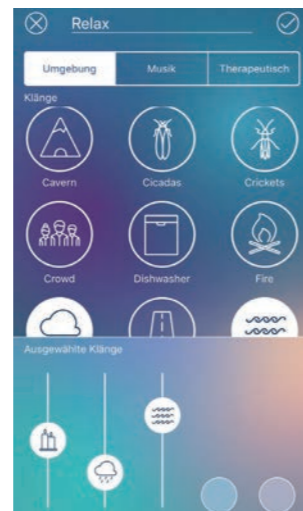 Relax
Umgebung Musik Therapeutisch
Klänge
Cavern Cicadas Crickets
Crowd Dishwasher Fire
Ausgewählte Klänge